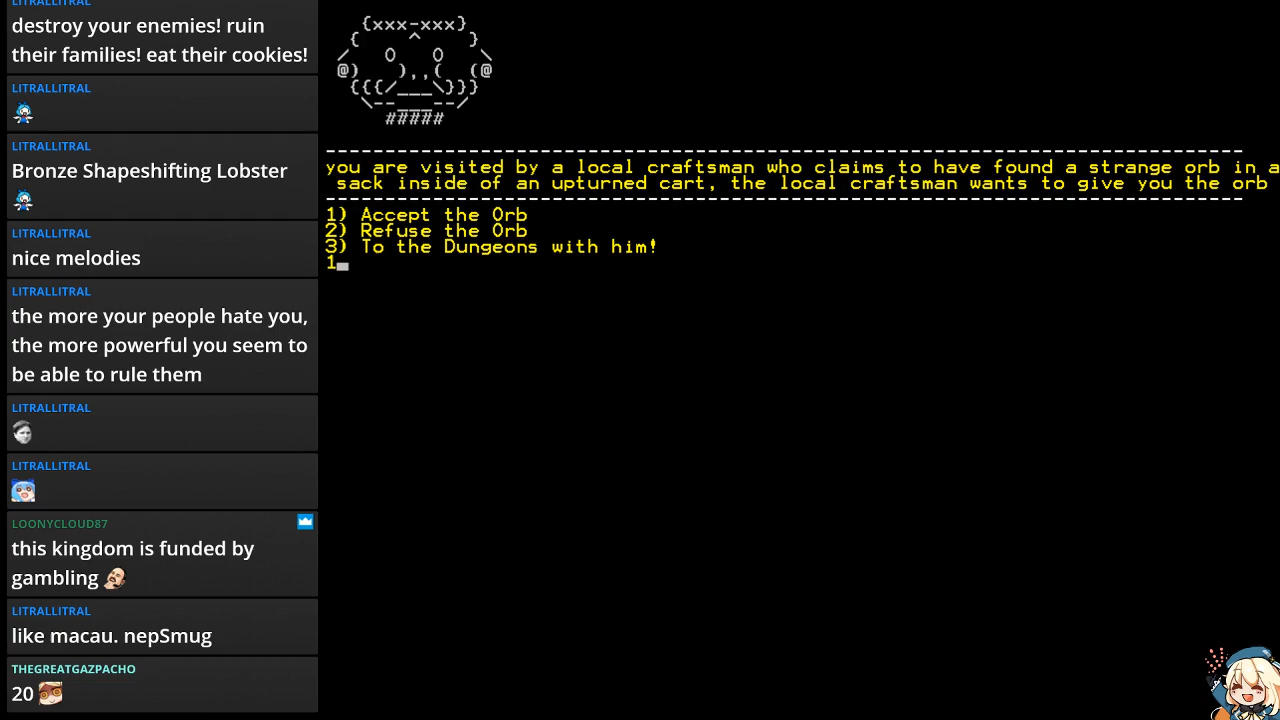 LITRALLITRAL
destroy your enemies! ruin
their families! eat their cookies!
LITRALLITRAL
LITRALLITRAL
Bronze Shapeshifting Lobster
LITRALLITRAL
nice melodies
LITRALLITRAL
the more your people hate you,
the more powerful you seem to
be able to rule them
LITRALLITRAL
LITRALLITRAL
LOONYCLOUD87
this kingdom is funded by
gambling
LITRALLITRAL
like macau. nepSmug
THEGREATGAZPACHO
20
{xxx-xxx}
{ ^ }
/ O O \
@) ),,( (@
{{{/___\}}}
\--___--/
#####
you are visited by a local craftsman who claims to have found a strange orb in a
sack inside of an upturned cart, the local craftsman wants to give you the orb
1) Accept the Orb
2) Refuse the Orb
3) To the Dungeons with him!
1